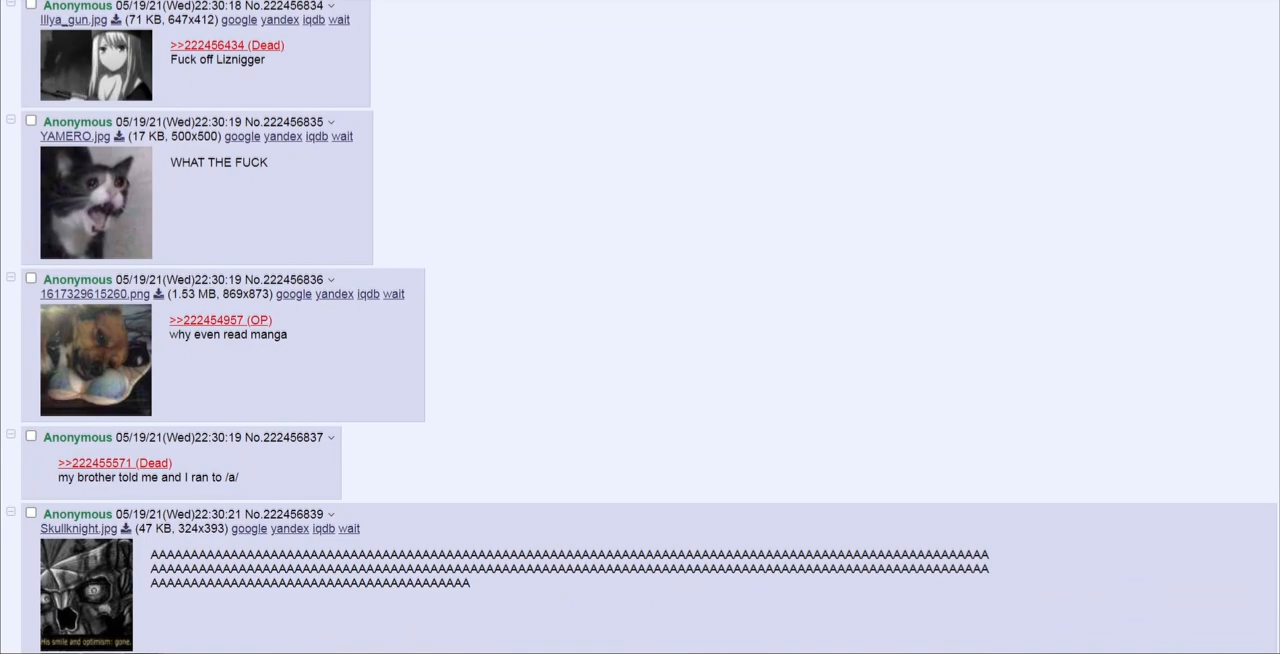 Anonymous 05/19/21(Wed)22:30:18 No.222456834
Illya_gun.jpg (71 KB, 647x412) google yandex iqdb wait
>>222456434 (Dead)
Fuck off Liznigger
Anonymous 05/19/21(Wed)22:30:19 No.222456835
YAMERO.jpg (17 KB, 500x500) google yandex iqdb wait
WHAT THE FUCK
Anonymous 05/19/21(Wed)22:30:19 No.222456836
1617329615260.png (1.53 MB, 869x873) google yandex iqdb wait
>>222454957 (OP)
why even read manga
Anonymous 05/19/21(Wed)22:30:19 No.222456837
>>222455571 (Dead)
my brother told me and I ran to /a/
Anonymous 05/19/21(Wed)22:30:21 No.222456839
Skullknight.jpg (47 KB, 324x393) google yandex iqdb wait
AAAAAAAAAAAAAAAAAAAAAAAAAAAAAAAAAAAAAAAAAAAAAAAAAAAAAAAAAAAAAAAAAAAAAAAAAAAAAAAAAAAAAAAAAAAAAAAAAAAAAAAAA
AAAAAAAAAAAAAAAAAAAAAAAAAAAAAAAAAAAAAAAAAAAAAAAAAAAAAAAAAAAAAAAAAAAAAAAAAAAAAAAAAAAAAAAAAAAAAAAAAAAAAAAAA
AAAAAAAAAAAAAAAAAAAAAAAAAAAAAAAAAAAAAAAA
His smile and optimism: gone.